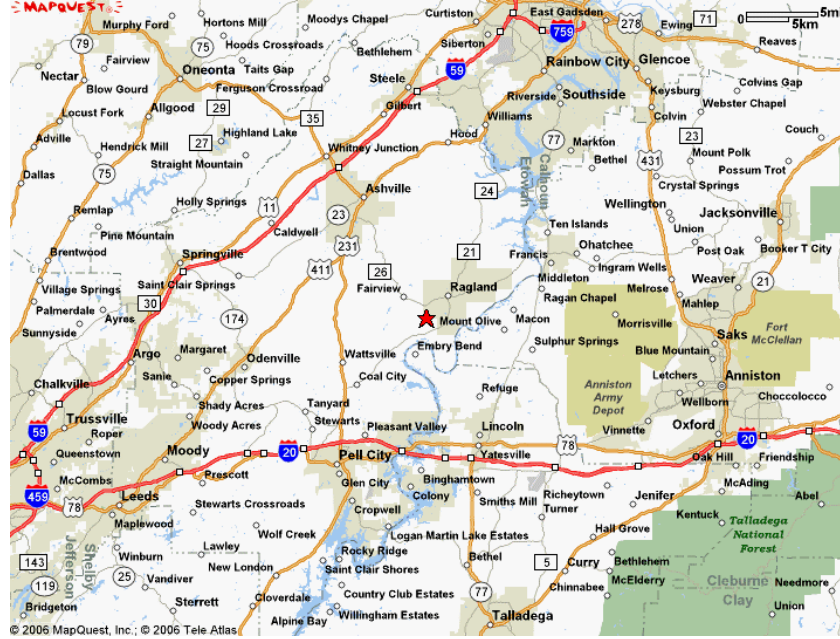 MAPQUEST
Curtiston
East Gadsden
Murphy Ford
Hortons Mill
Moodys Chapel
278
Ewing
71
0
5m
5km
79
75
Hoods Crossroads
Siberton
759
Reaves
Fairview
Bethlehem
Nectar
Oneonta
Taits Gap
Steele
59
Rainbow City
Glencoe
Blow Gourd
Ferguson Crossroad
Riverside
Southside
Keysburg
Colvins Gap
Locust Fork
Allgood
29
Gilbert
Webster Chapel
35
Williams
Colvin
Adville
Highland Lake
Hood
Couch
Hendrick Mill
27
Whitney Junction
77
Markton
23
Straight Mountain
Bethel
431
Mount Polk
Dallas
75
Possum Trot
Ashville
24
Calhoun
Etowah
Crystal Springs
Holly Springs
11
23
Wellington
Jacksonville
Remlap
Ten Islands
Union
Pine Mountain
Caldwell
231
21
Ohatchee
Post Oak
Booker T City
Brentwood
Springville
411
26
Francis
Ingram Wells
Weaver
Saint Clair Springs
Middleton
21
Village Springs
Fairview
Ragland
Melrose
30
Ragan Chapel
Mahlep
Palmerdale
Ayres
174
Mount Olive
Macon
Morrisville
Fort
McClellan
Sunnyside
Saks
Embry Bend
Sulphur Springs
Blue Mountain
Argo
Margaret
Odenville
Wattsville
Letchers
Anniston
Sanie
Copper Springs
Coal City
Anniston
Army
Depot
Chalkville
Refuge
Wellborn
Choccolocco
Shady Acres
Tanyard
Trussville
Woody Acres
Stewarts
Pleasant Valley
Lincoln
Vinnette
Oxford
59
Roper
78
20
Queenstown
Moody
20
Pell City
Yatesville
Oak Hill
Friendship
McCombs
Prescott
Glen City
Binghamtown
McAding
459
78
Leeds
Colony
Smiths Mill
Richeytown
Jenifer
Abel
Stewarts Crossroads
Cropwell
Turner
Kentuck
Maplewood
Wolf Creek
Logan Martin Lake Estates
Hall Grove
Talladega
National
Forest
143
Shelby
Jefferson
Winburn
Lawley
Rocky Ridge
Bethel
5
Curry
Bethlehem
New London
Saint Clair Shores
119
25
Vandiver
McElderry
Cleburne
Clay
Needmore
Country Club Estates
77
Chinnabee
Bridgeton
Sterrett
Cloverdale
Willingham Estates
Talladega
Union
Alpine Bay
© 2006 MapQuest, Inc.; © 2006 Tele Atlas